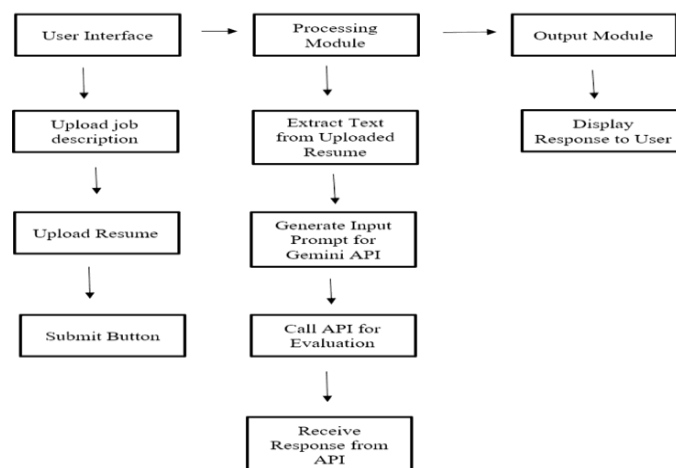 User Interface
Processing
Module
Output Module
Upload job
description
Extract Text
from Uploaded
Resume
Display
Response to User
Upload Resume
Generate Input
Prompt for
Gemini API
Submit Button
Call API for
Evaluation
Receive
Response from
API